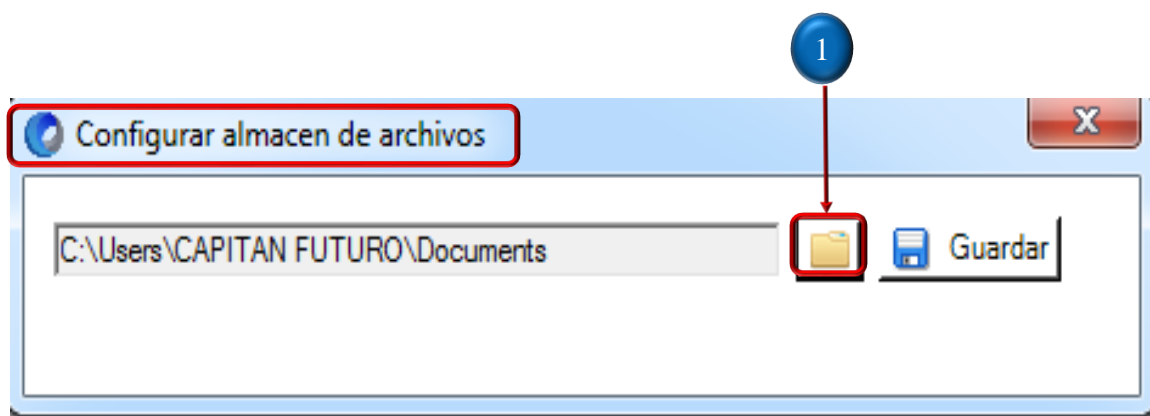 1
Configurar almacen de archivos
C:\Users\CAPITAN FUTURO\Documents
Guardar